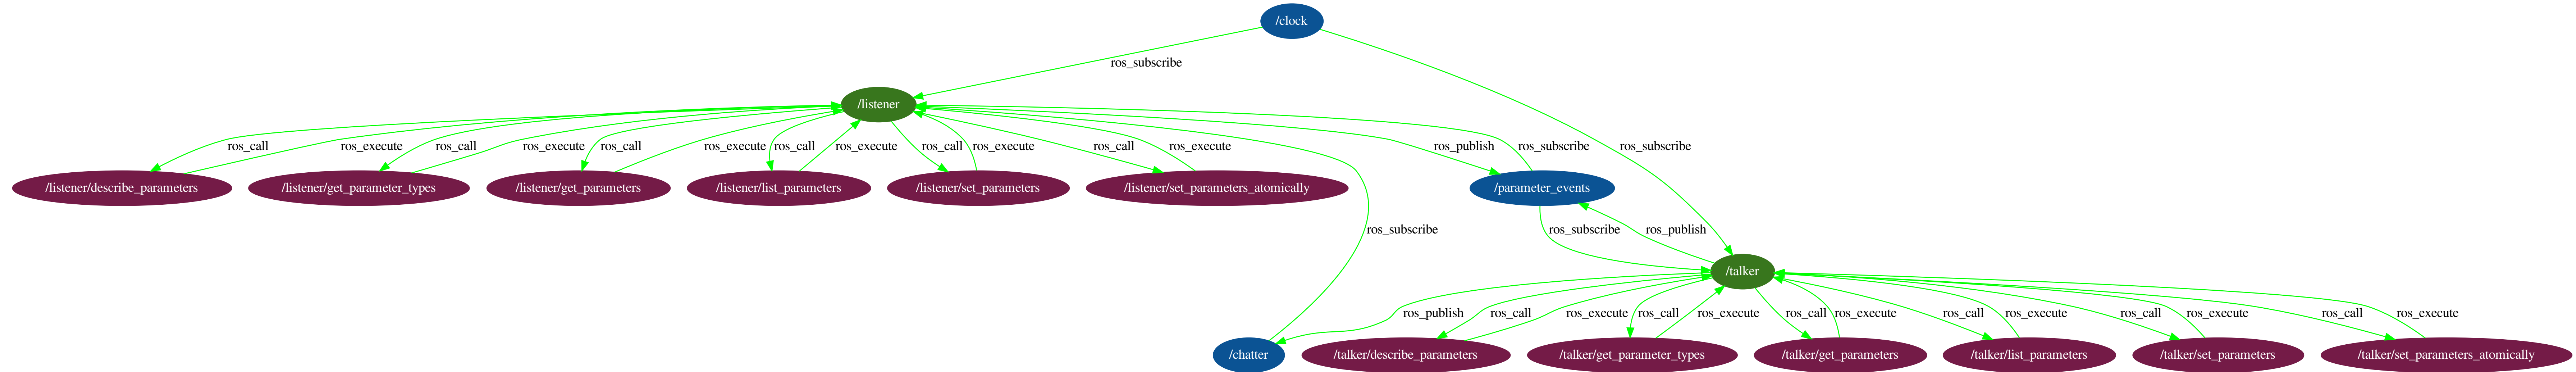 /clock
ros_subscribe
/listener
ros_call
ros_execute
ros_call
ros_execute
ros_call
ros_execute
ros_call
ros_execute
ros_call
ros_execute
ros_call
ros_execute
ros_publish
ros_subscribe
ros_subscribe
/listener/describe_parameters
/listener/get_parameter_types
/listener/get_parameters
/listener/list_parameters
/listener/set_parameters
/listener/set_parameters_atomically
/parameter_events
ros_subscribe
ros_subscribe
ros_publish
/talker
ros_publish
ros_call
ros_execute
ros_call
ros_execute
ros_call
ros_execute
ros_call
ros_execute
ros_call
ros_execute
ros_call
ros_execute
/chatter
/talker/describe_parameters
/talker/get_parameter_types
/talker/get_parameters
/talker/list_parameters
/talker/set_parameters
/talker/set_parameters_atomically